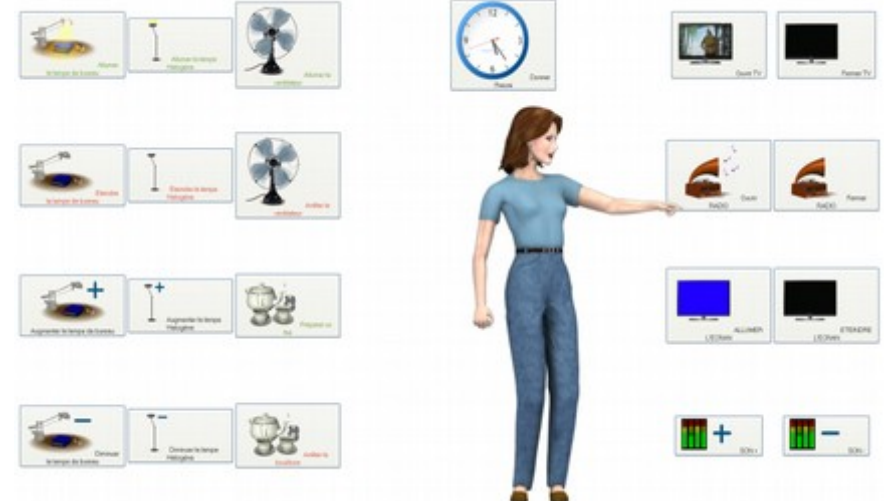 Allumer
la lampe de bureau
Allumer la lampe
Halogène
Allumer le
ventilateur
Donner
l'heure
Ouvrir TV
Fermer TV
Eteindre
la lampe de bureau
Eteindre la lampe
Halogène
Arrêter le
ventilateur
Ouvrir
RADIO
Fermer
RADIO
Augmenter la lampe de bureau
Augmenter la lampe
Halogène
Préparer un
thé
ALLUMER
L'ECRAN
ETEINDRE
L'ECRAN
Diminuer
la lampe de bureau
Diminuer la lampe
Halogène
Arrêter la
bouilloire
SON +
SON -